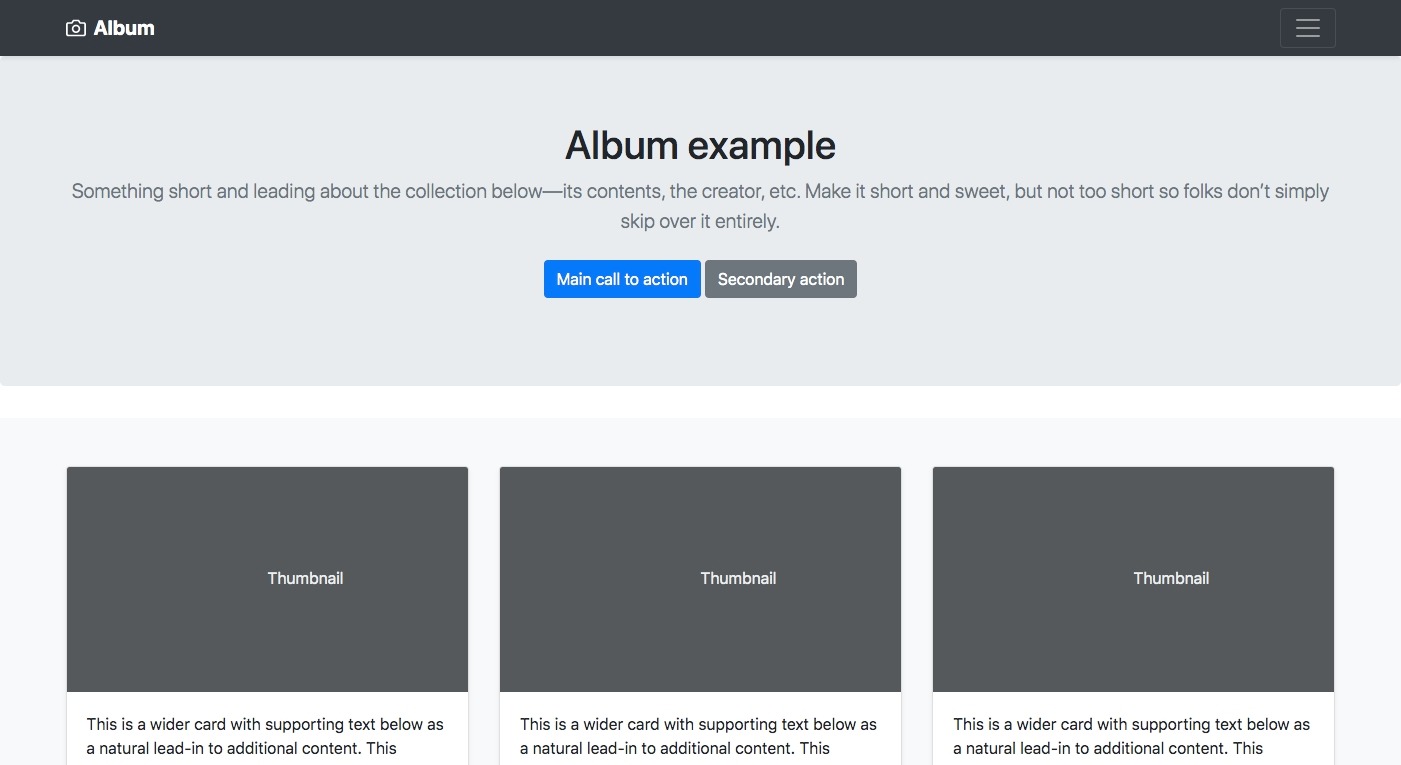 Album
Album example
Something short and leading about the collection below—its contents, the creator, etc. Make it short and sweet, but not too short so folks don’t simply
skip over it entirely.
Main call to action
Secondary action
Thumbnail
Thumbnail
Thumbnail
This is a wider card with supporting text below as
a natural lead-in to additional content. This
This is a wider card with supporting text below as
a natural lead-in to additional content. This
This is a wider card with supporting text below as
a natural lead-in to additional content. This